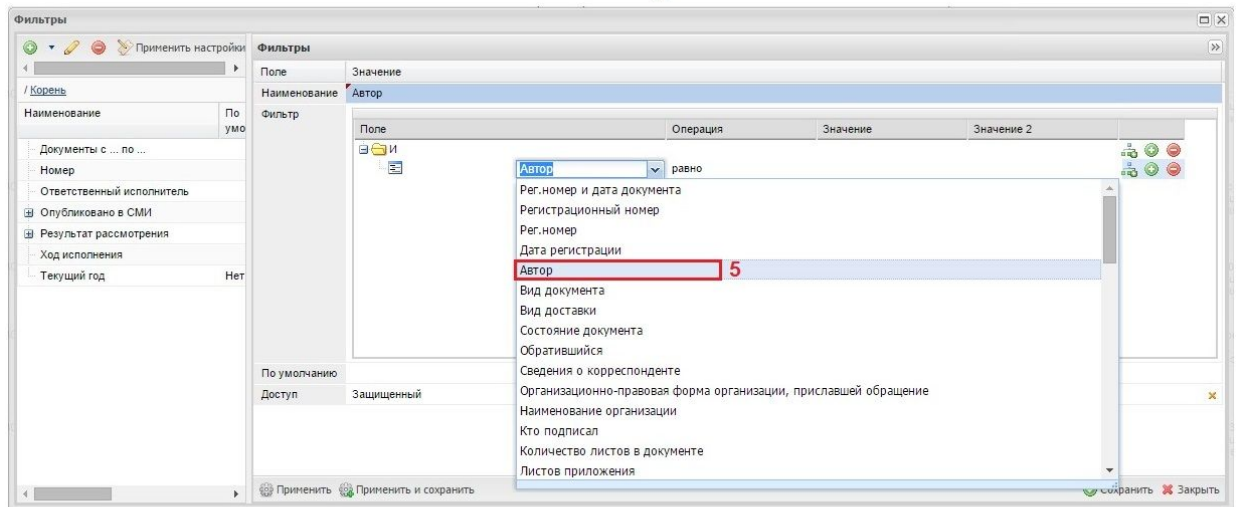 Фильтры
Применить настройки
Фильтры
Поле Значение
/ Корень
Наименование Автор
Наименование По умо
Фильтр
Поле Операция Значение Значение 2
Документы с ... по ...
И
Номер
Автор равно
Ответственный исполнитель
Опубликовано в СМИ
Результат рассмотрения
Ход исполнения
Текущий год Нет
Рег.номер и дата документа
Регистрационный номер
Рег.номер
Дата регистрации
Автор 5
Вид документа
Вид доставки
Состояние документа
Обратившийся
Сведения о корреспонденте
Организационно-правовая форма организации, приславшей обращение
Наименование организации
Кто подписал
Количество листов в документе
Листов приложения
По умолчанию
Доступ Защищенный
Применить Применить и сохранить Сохранить Закрыть